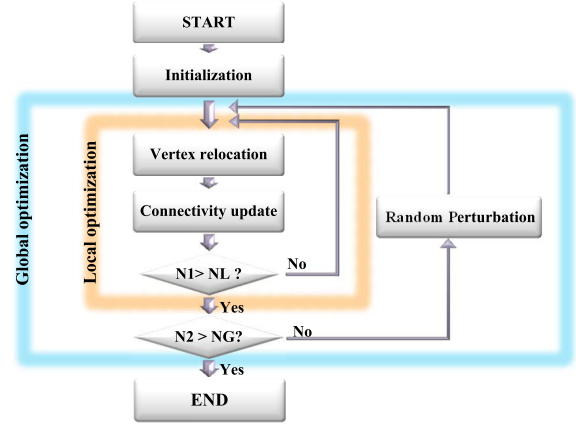 START
Initialization
Global optimization
Local optimization
Vertex relocation
Connectivity update
Random Perturbation
N1> NL ?
No
Yes
N2 > NG?
No
Yes
END